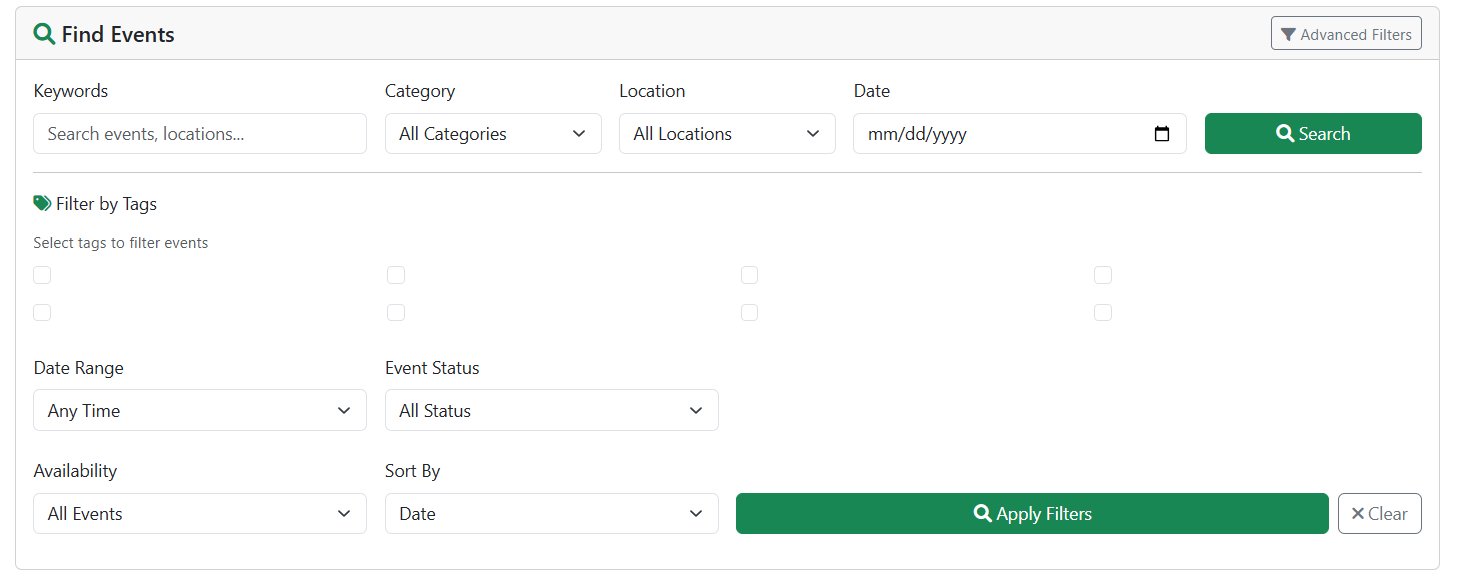 Find Events
Advanced Filters
Keywords
Category
Location
Date
Search events, locations...
All Categories
All Locations
mm/dd/yyyy
Search
Filter by Tags
Select tags to filter events
Date Range
Event Status
Any Time
All Status
Availability
Sort By
All Events
Date
Apply Filters
Clear